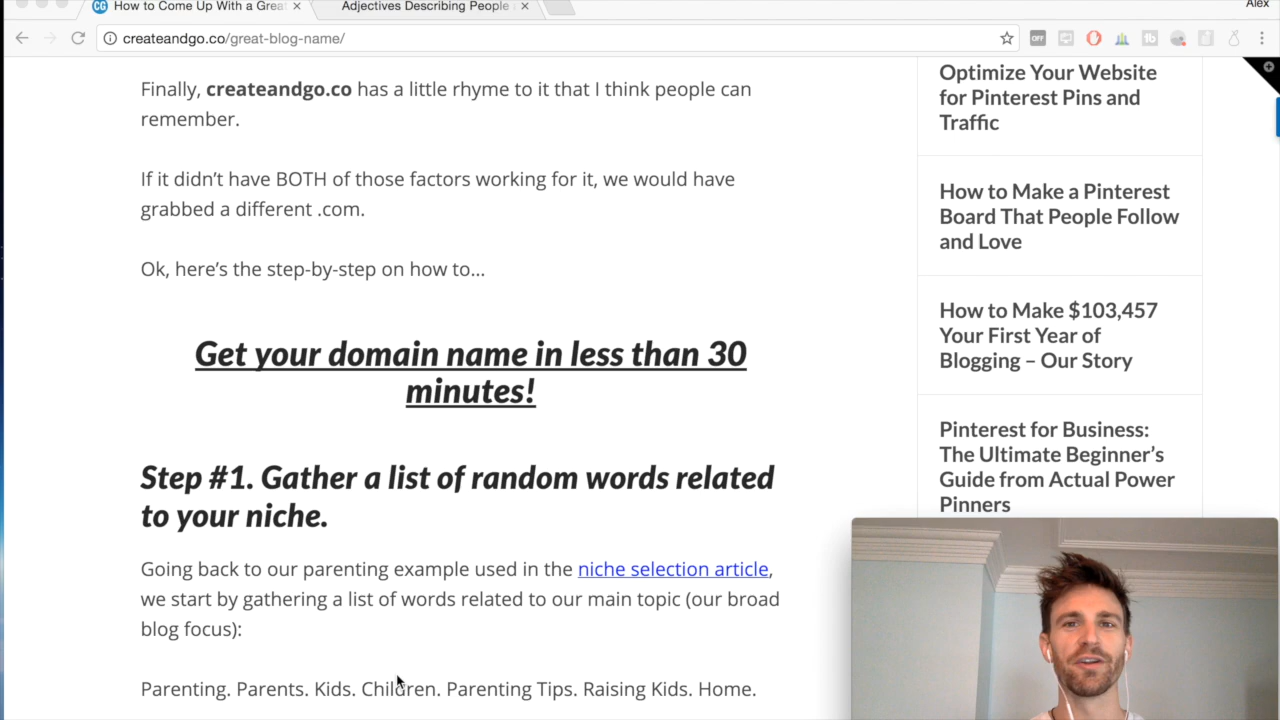 How to Come Up With a Grea
Adjectives Describing People
Alex
createandgo.co/great-blog-name/
OFF
Finally, createandgo.co has a little rhyme to it that I think people can
remember.
If it didn't have BOTH of those factors working for it, we would have
grabbed a different .com.
Ok, here's the step-by-step on how to...
Get your domain name in less than 30
minutes!
Step #1. Gather a list of random words related
to your niche.
Going back to our parenting example used in the niche selection article,
we start by gathering a list of words related to our main topic (our broad
blog focus):
Parenting. Parents. Kids. Children. Parenting Tips. Raising Kids. Home.
Optimize Your Website
for Pinterest Pins and
Traffic
How to Make a Pinterest
Board That People Follow
and Love
How to Make $103,457
Your First Year of
Blogging – Our Story
Pinterest for Business:
The Ultimate Beginner's
Guide from Actual Power
Pinners